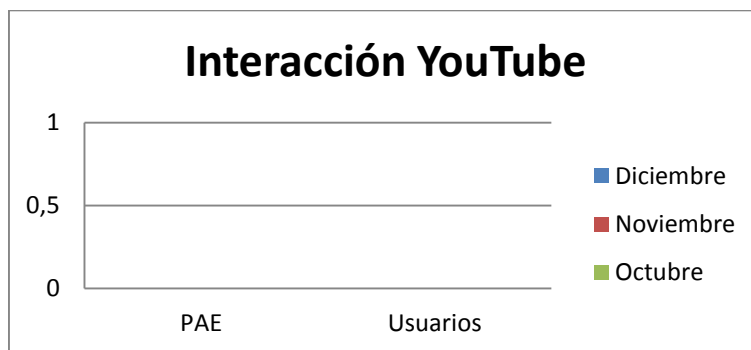 Interacción YouTube
1
0,5
0
PAE
Usuarios
Diciembre
Noviembre
Octubre